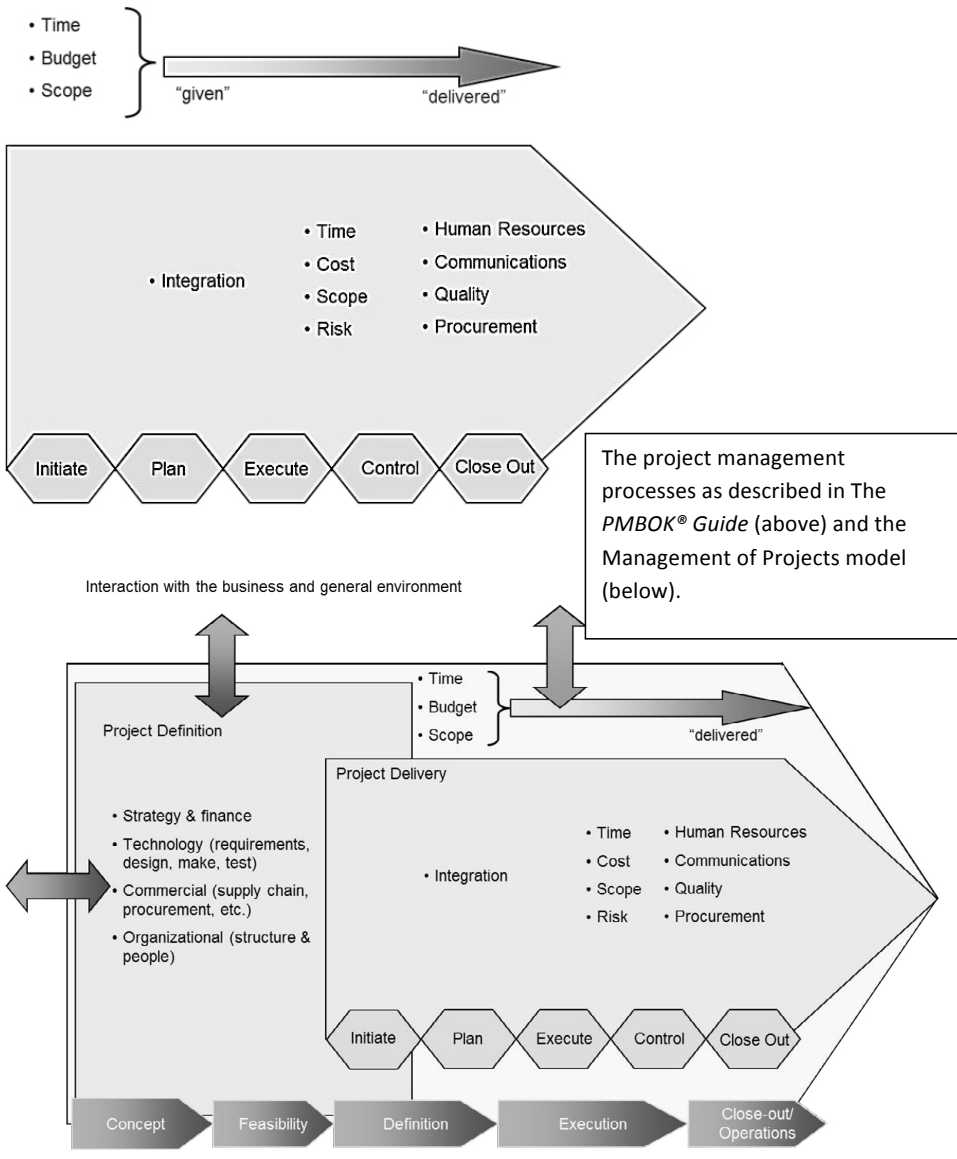 • Time
• Budget
• Scope
"given"
"delivered"
• Integration
• Time
• Cost
• Scope
• Risk
• Human Resources
• Communications
• Quality
• Procurement
Initiate
Plan
Execute
Control
Close Out
The project management
processes as described in The
PMBOK® Guide (above) and the
Management of Projects model
(below).
Interaction with the business and general environment
Project Definition
• Strategy & finance
• Technology (requirements,
design, make, test)
• Commercial (supply chain,
procurement, etc.)
• Organizational (structure &
people)
• Time
• Budget
• Scope
"delivered"
Project Delivery
• Integration
• Time
• Cost
• Scope
• Risk
• Human Resources
• Communications
• Quality
• Procurement
Initiate
Plan
Execute
Control
Close Out
Concept
Feasibility
Definition
Execution
Close-out/
Operations